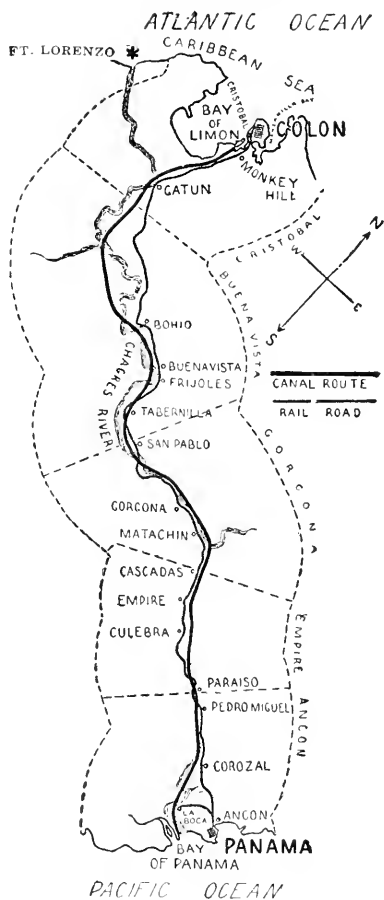 ATLANTIC OCEAN
FT. LORENZO
CARIBBEAN
SEA
CRISTOBAL
BAY
OF
LIMON
COLON
MONKEY
HILL
GATUN
CRISTOBAL
N
W
E
S
BUENAVISTA
BOHIO
CHAGRES
RIVER
BUENAVISTA
FRIJOLES
CANAL ROUTE
RAIL ROAD
TABERNILLA
SAN PABLO
GORGONA
GORGONA
MATACHIN
CASCADAS
EMPIRE
EMPIRE
CULEBRA
PARAISO
PEDRO MIGUEL
ANCON
COROZAL
LA
BOCA
ANCON
PANAMA
BAY
OF PANAMA
PACIFIC OCEAN